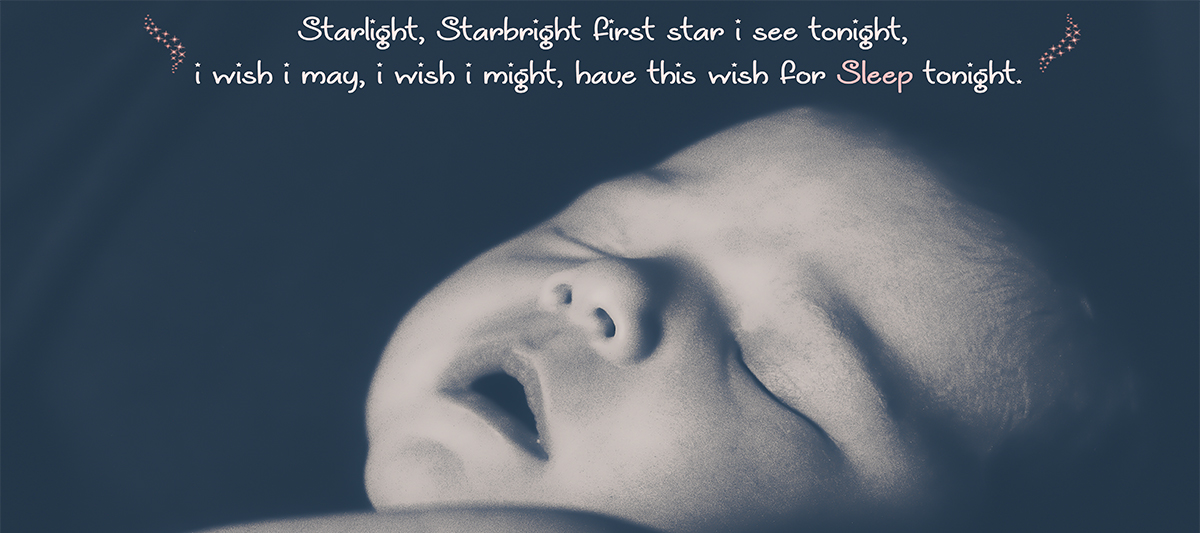 Starlight, Starbright first star i see tonight,
i wish i may, i wish i might, have this wish for Sleep tonight.